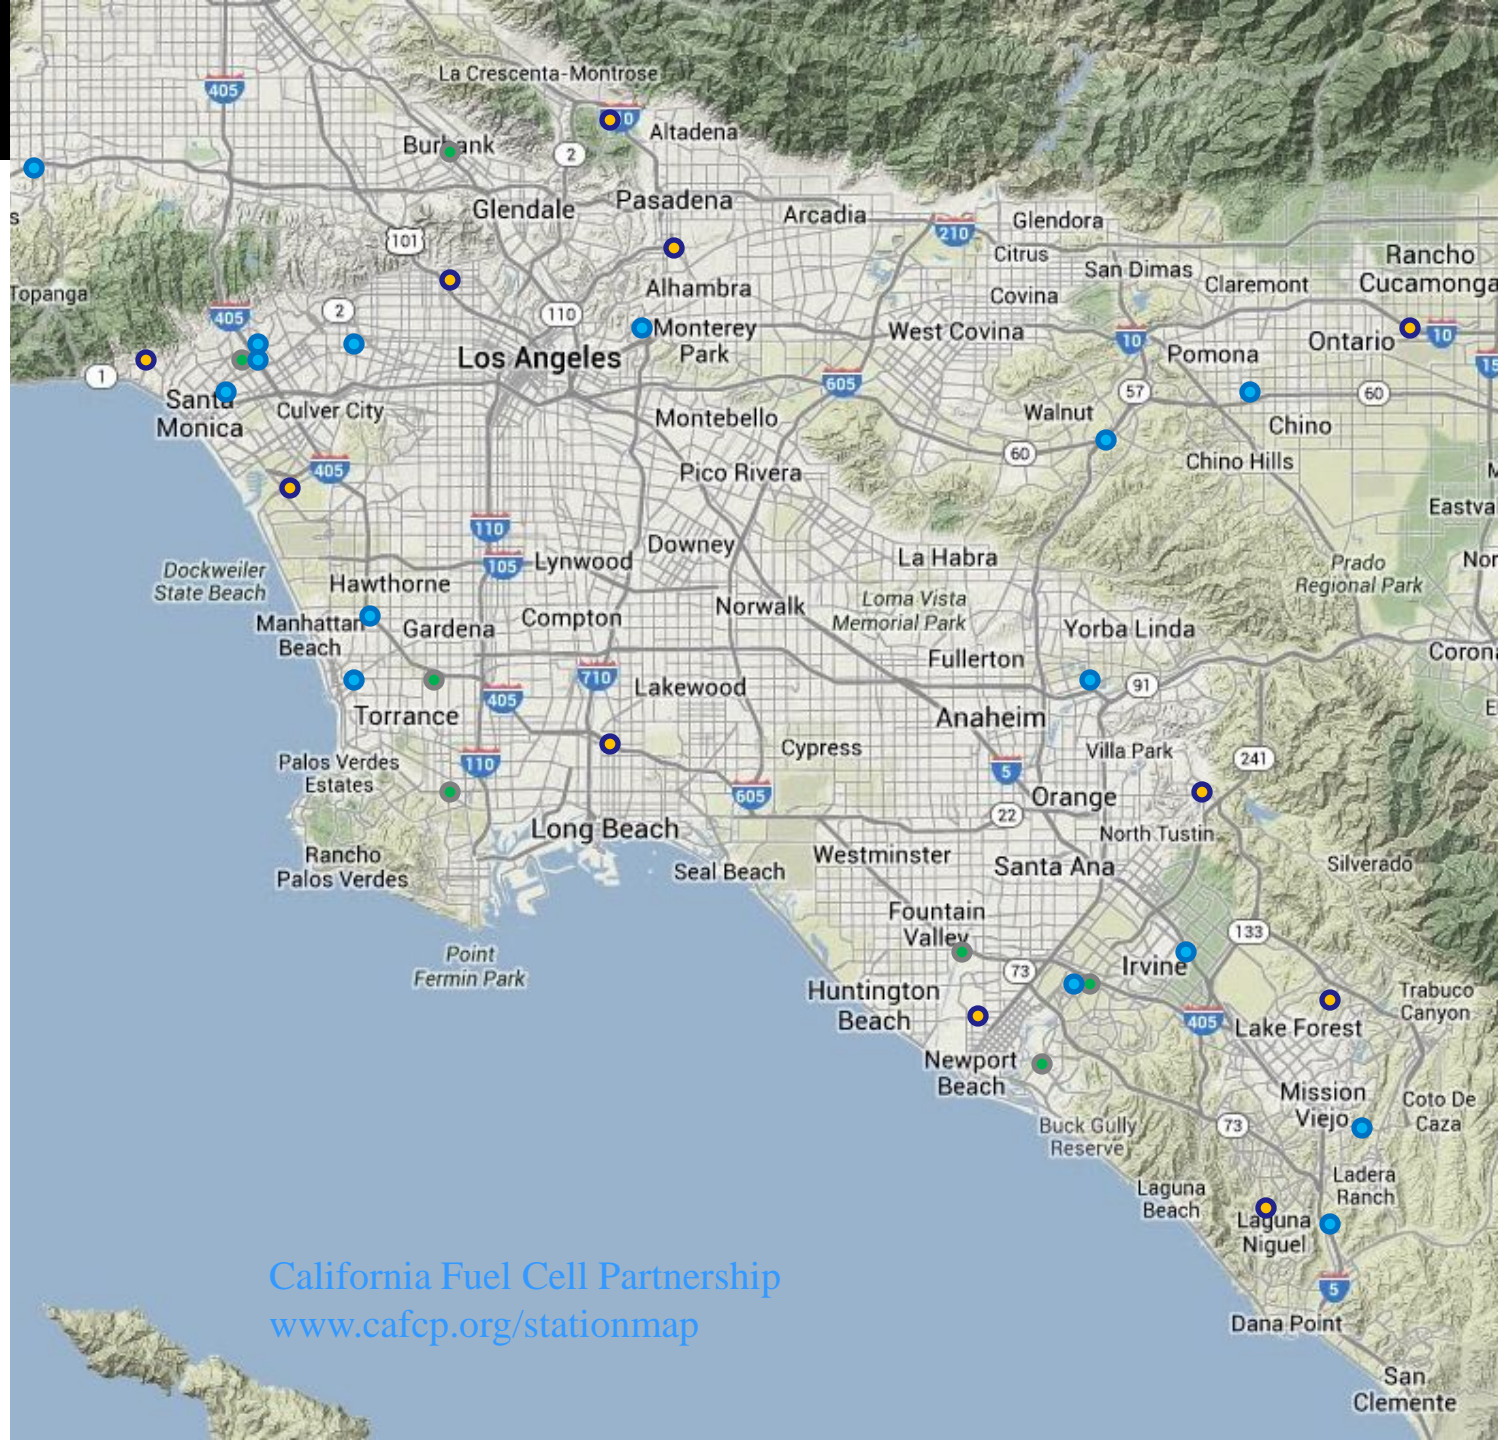 La Crescenta-Montrose
405
Altadena
Burbank
2
Pasadena
Glendale
Arcadia
210
Glendora
101
Citrus
Rancho
Cucamonga
San Dimas
Claremont
Topanga
Alhambra
Covina
405
2
110
Monterey
Park
West Covina
10
Ontario
10
Los Angeles
Pomona
15
1
605
57
60
Santa
Monica
Culver City
Montebello
Walnut
Chino
405
Pico Rivera
60
Chino Hills
110
Eastva
Downey
105
Lynwood
La Habra
Prado
Regional Park
Nor
Dockweiler
State Beach
Hawthorne
Norwalk
Loma Vista
Memorial Park
Compton
Manhattan
Beach
Gardena
Yorba Linda
Fullerton
Corona
710
Lakewood
405
91
Torrance
Anaheim
E
Cypress
Villa Park
241
Palos Verdes
Estates
110
5
605
Orange
22
Long Beach
North Tustin
Rancho
Palos Verdes
Seal Beach
Westminster
Santa Ana
Silverado
Fountain
Valley
133
Point
Fermin Park
73
Irvine
Huntington
Beach
Trabuco
Canyon
405
Lake Forest
Newport
Beach
Mission
Viejo
Coto De
Caza
Buck Gully
Reserve
73
Laguna
Beach
Ladera
Ranch
Laguna
Niguel
California Fuel Cell Partnership
www.cafcp.org/stationmap
5
Dana Point
San
Clemente